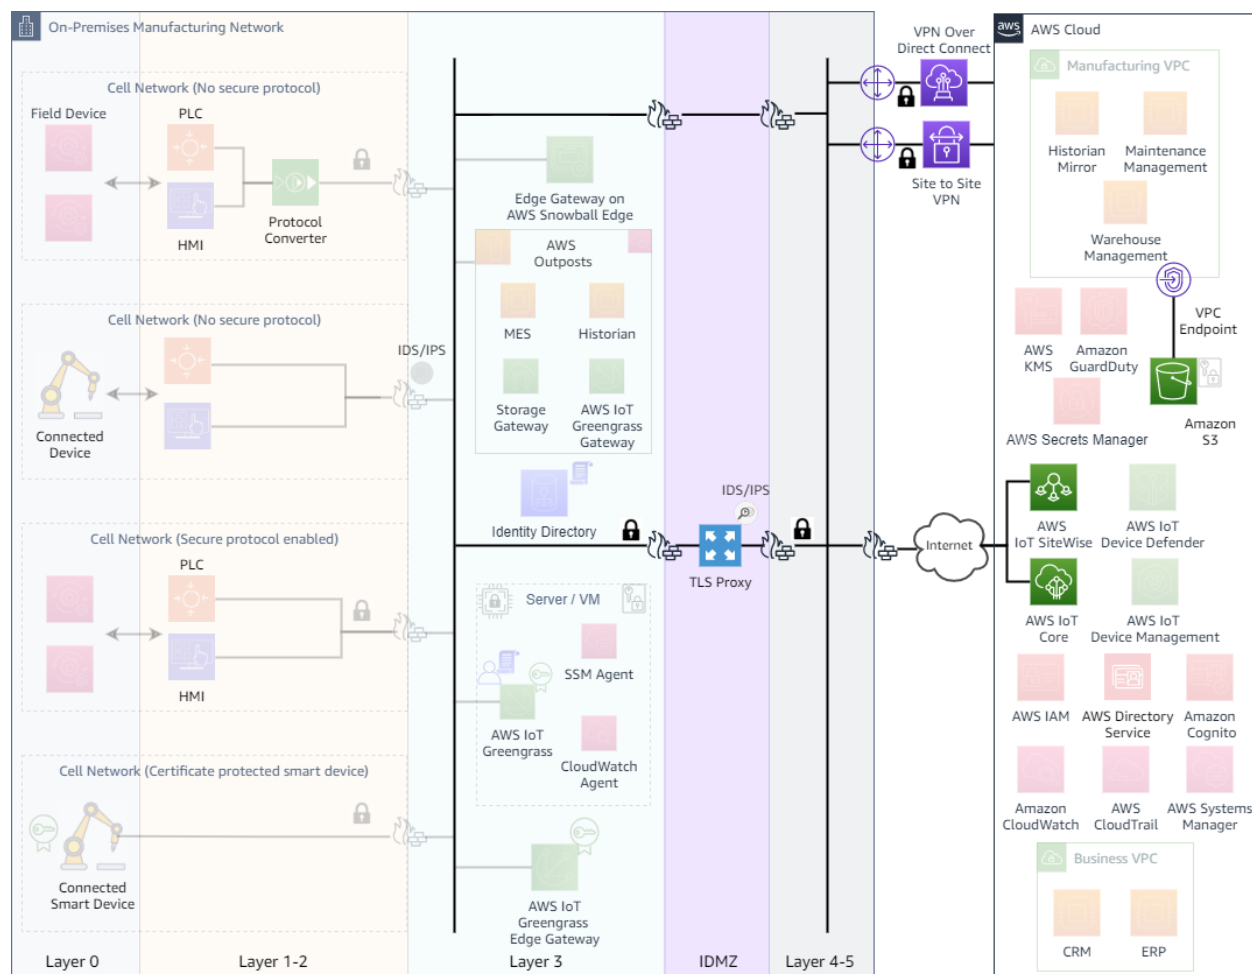 On-Premises Manufacturing Network
Cell Network (No secure protocol)
Field Device
PLC
HMI
Protocol
Converter
Cell Network (No secure protocol)
Connected
Device
IDS/IPS
Cell Network (Secure protocol enabled)
PLC
HMI
Cell Network (Certificate protected smart device)
Connected
Smart Device
Edge Gateway on
AWS Snowball Edge
AWS
Outposts
MES
Historian
Storage
Gateway
AWS IoT
Greengrass
Gateway
Identity Directory
Server / VM
SSM Agent
AWS IoT
Greengrass
CloudWatch
Agent
AWS IoT
Greengrass
Edge Gateway
IDS/IPS
TLS Proxy
Layer 0
Layer 1-2
Layer 3
IDMZ
Layer 4-5
VPN Over
Direct Connect
Site to Site
VPN
Internet
aws
AWS Cloud
Manufacturing VPC
Historian
Mirror
Maintenance
Management
Warehouse
Management
VPC
Endpoint
AWS
KMS
Amazon
GuardDuty
AWS Secrets Manager
Amazon
S3
AWS
IoT SiteWise
AWS IoT
Device Defender
AWS IoT
Core
AWS IoT
Device Management
AWS IAM
AWS Directory
Service
Amazon
Cognito
Amazon
CloudWatch
AWS
CloudTrail
AWS Systems
Manager
Business VPC
CRM
ERP